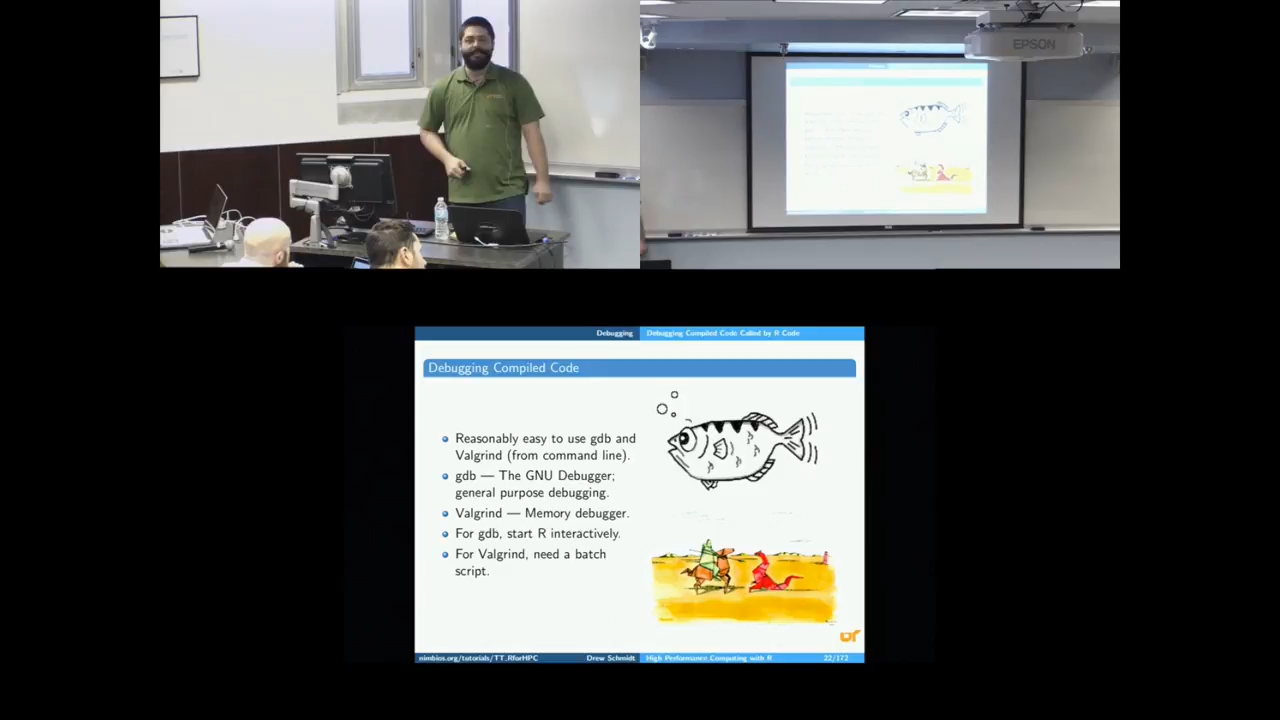 EPSON
Debugging
Debugging Compiled Code Called by R Code
Debugging Compiled Code
Reasonably easy to use gdb and
Valgrind (from command line).
gdb — The GNU Debugger;
general purpose debugging.
Valgrind — Memory debugger.
For gdb, start R interactively.
For Valgrind, need a batch
script.
nimbios.org/tutorials/TT_RforHPC
Drew Schmidt
High Performance Computing with R
22/172